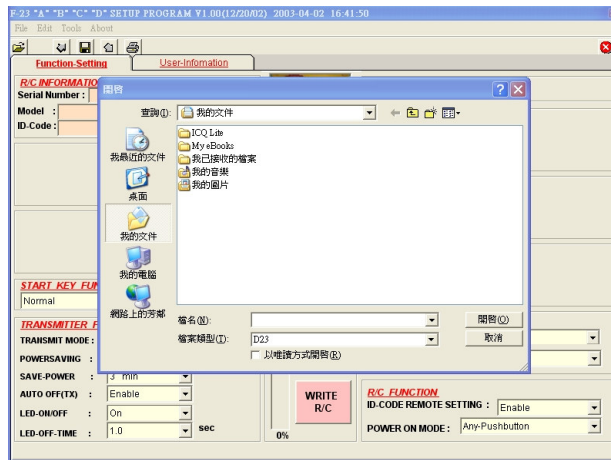 F-23 "A" "B" "C" "D" SETUP PROGRAM V1.00(12/20/02) 2003-04-02 16:41:50
File Edit Tools About
Function-Setting User-Infomation
R/C INFORMATIO
Serial Number :
Model :
ID-Code :
開啓
查詢(I): 我的文件
我最近的文件
桌面
我的文件
我的電腦
網路上的芳鄰
ICQ Lite
My eBooks
我已接收的檔案
我的音樂
我的圖片
檔名(N): 開啓(O)
檔案類型(T): D23 取消
以唯讀方式開啓(R)
START KEY FUN
Normal
TRANSMITTER F
TRANSMIT MODE :
POWERSAVING :
SAVE-POWER : 3 min
AUTO OFF(TX) : Enable
LED-ON/OFF : On
LED-OFF-TIME : 1.0 sec
0%
WRITE
R/C
R/C FUNCTION
ID-CODE REMOTE SETTING : Enable
POWER ON MODE : Any-Pushbutton